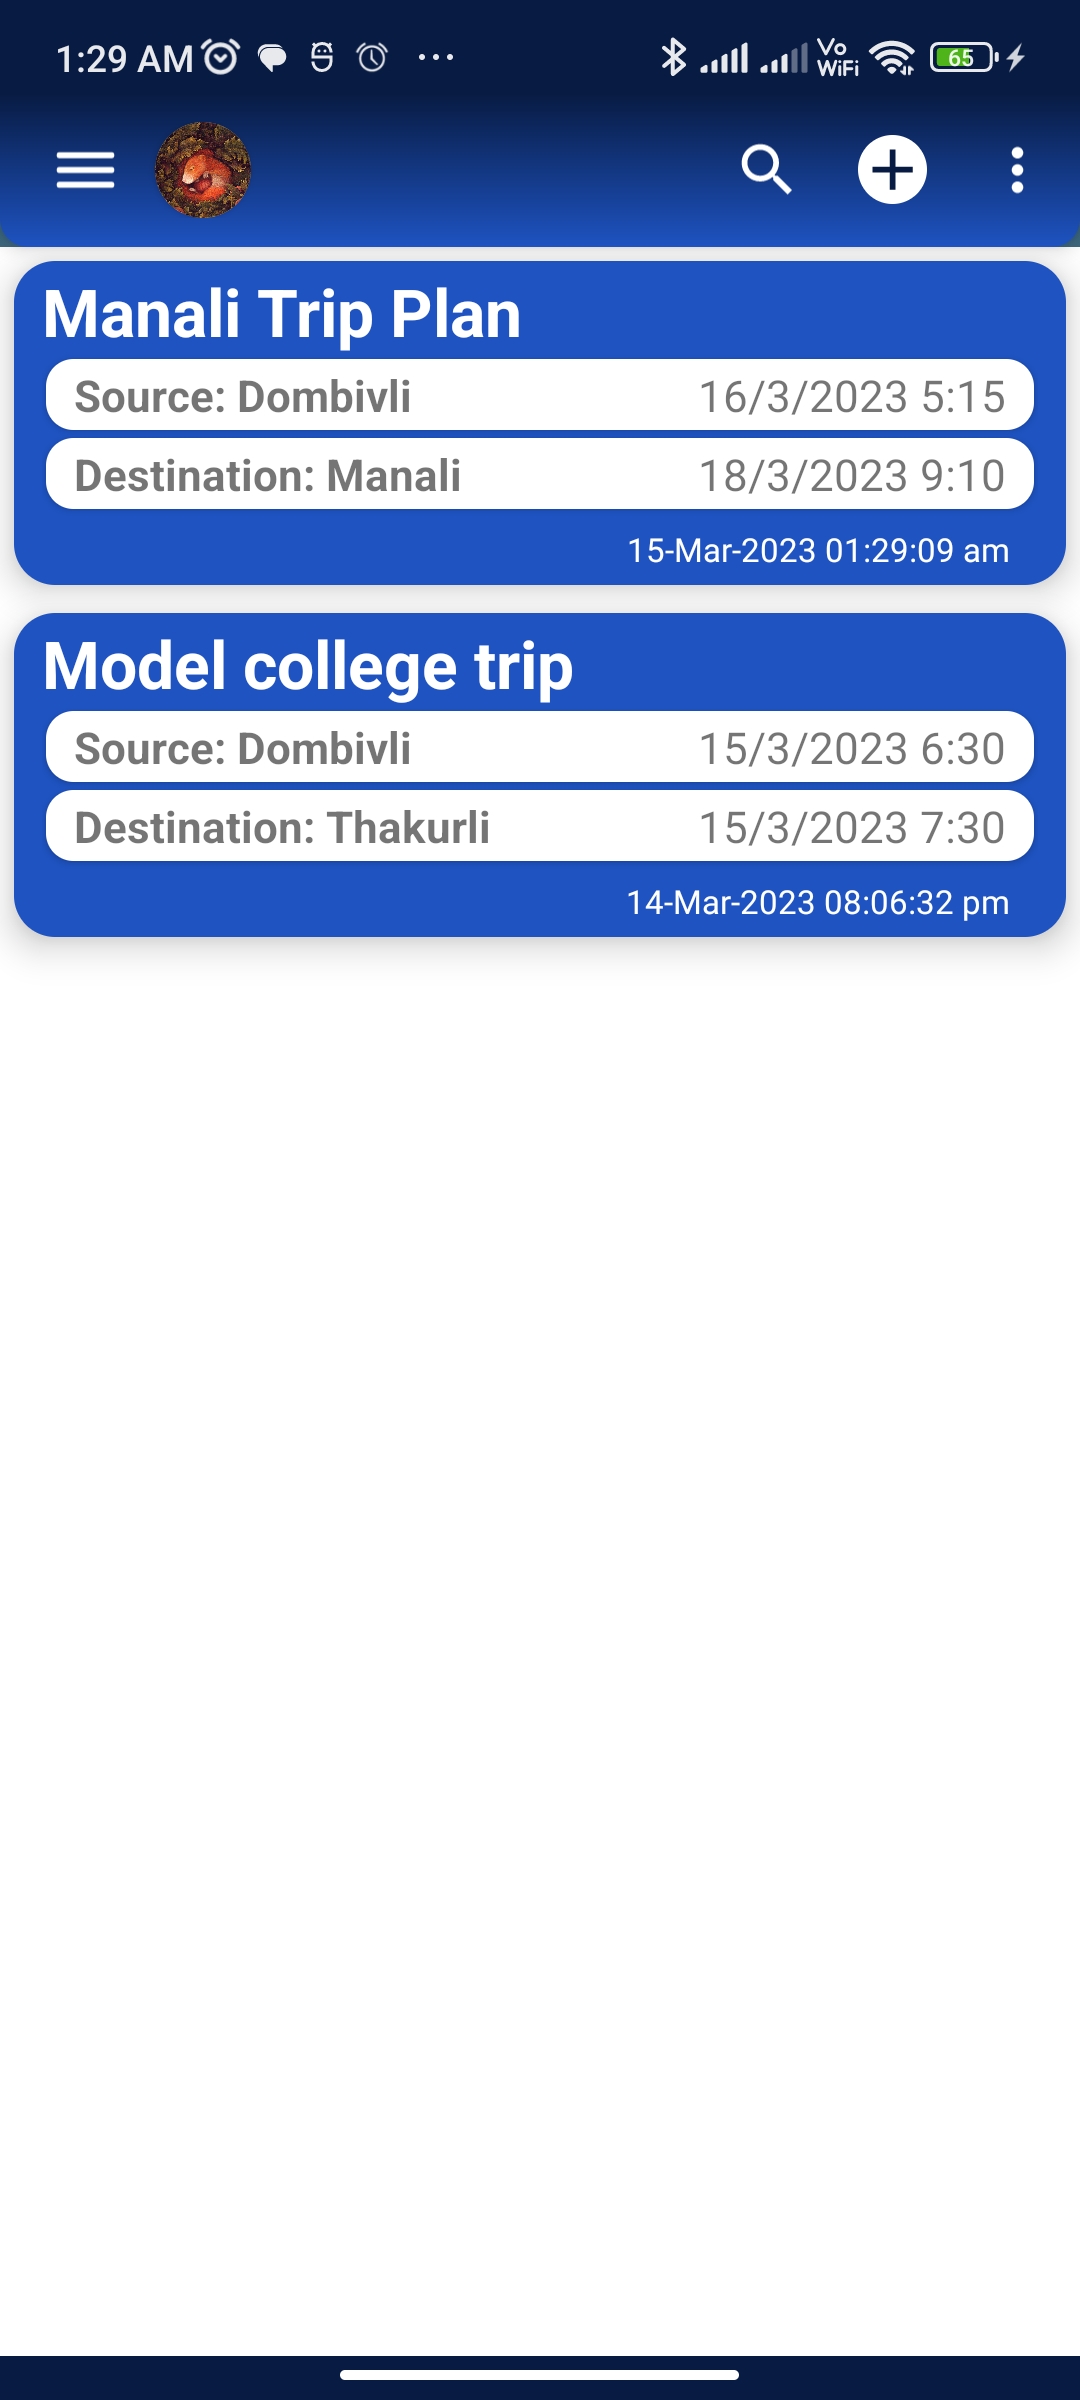 1:29 AM
Vo
WiFi
65
Manali Trip Plan
Source: Dombivli 16/3/2023 5:15
Destination: Manali 18/3/2023 9:10
15-Mar-2023 01:29:09 am
Model college trip
Source: Dombivli 15/3/2023 6:30
Destination: Thakurli 15/3/2023 7:30
14-Mar-2023 08:06:32 pm